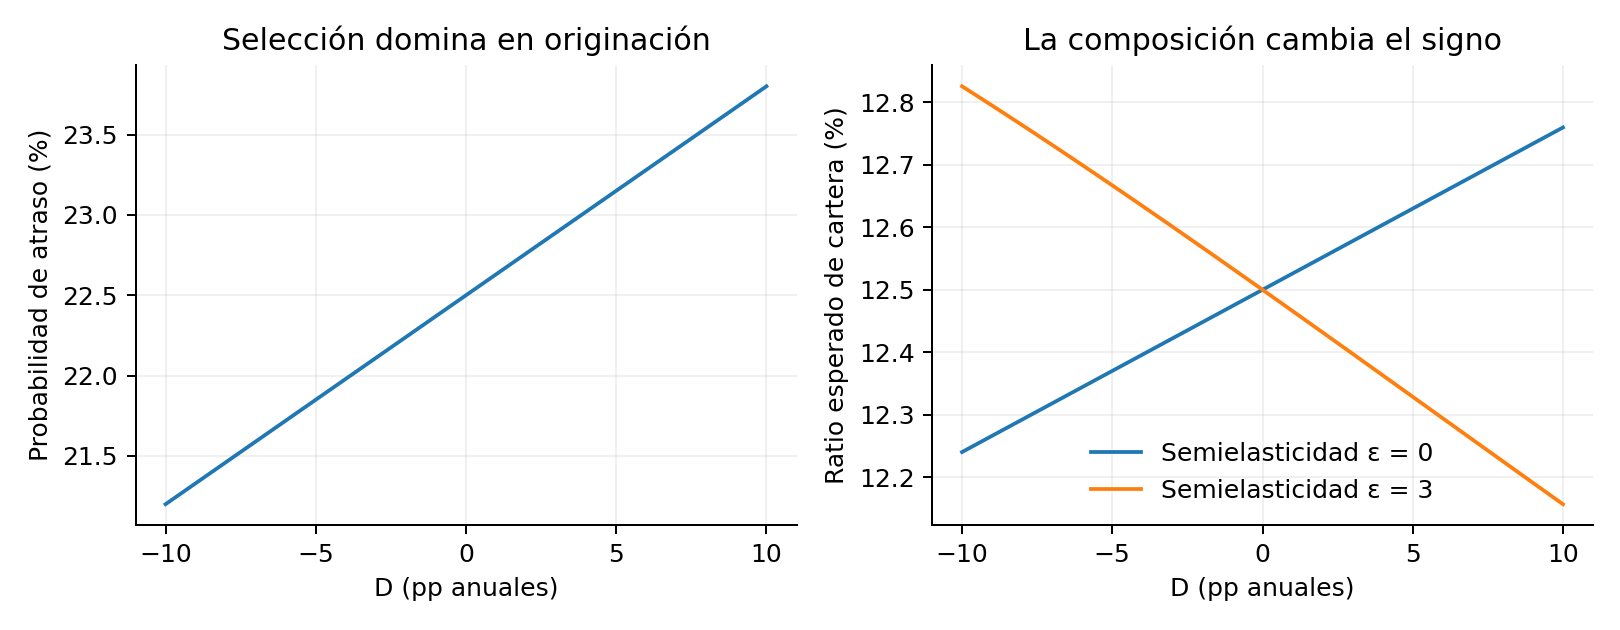 Selección domina en originación
Probabilidad de atraso (%)
23.5
23.0
22.5
22.0
21.5
−10
−5
0
5
10
D (pp anuales)
La composición cambia el signo
Ratio esperado de cartera (%)
12.8
12.7
12.6
12.5
12.4
12.3
12.2
Semielasticidad ε = 0
Semielasticidad ε = 3
−10
−5
0
5
10
D (pp anuales)